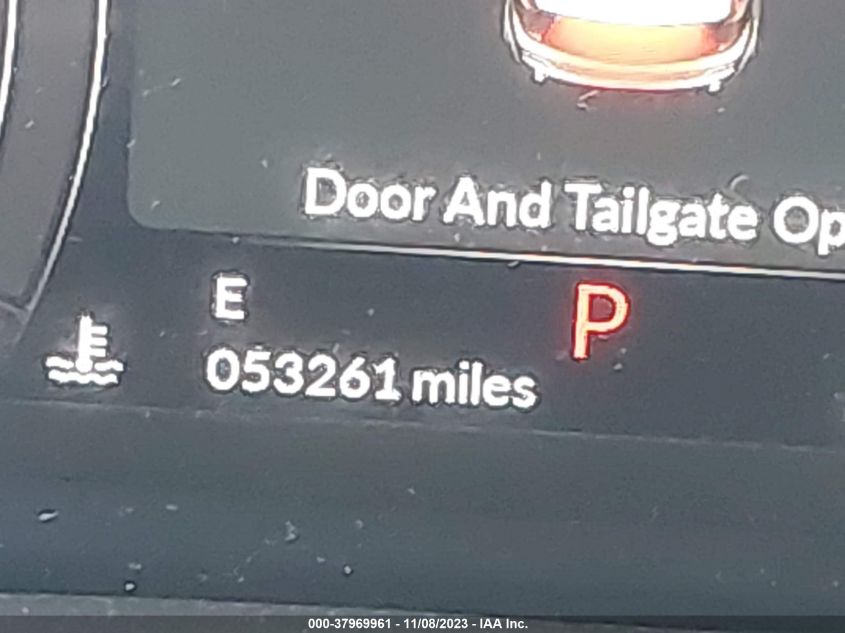 Door And Tailgate Op
E
P
053261 miles
000-37969961 - 11/08/2023 - IAA Inc.